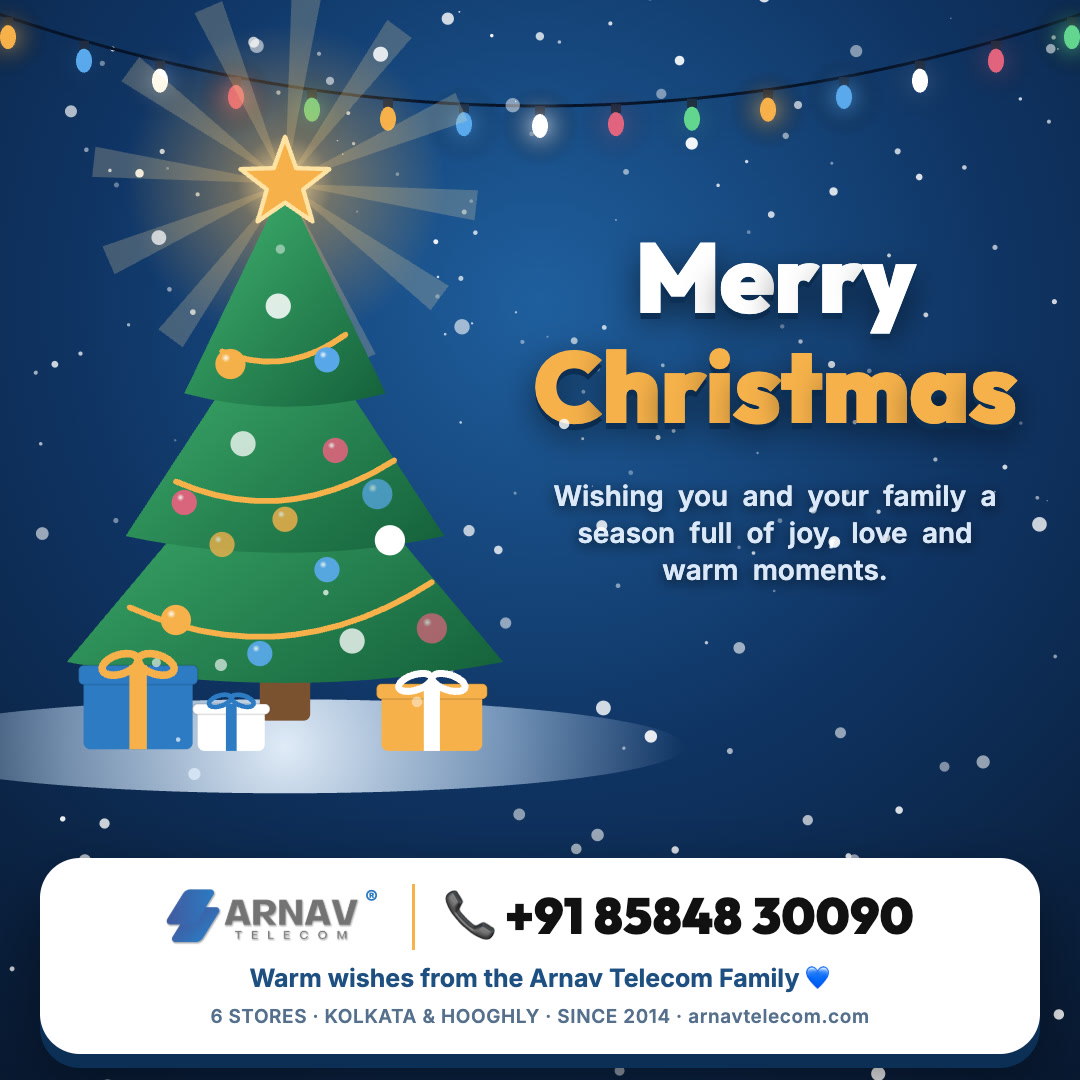 Merry
Christmas
Wishing you and your family a
season full of joy, love and
warm moments.
ARNAV®
TELECOM
📞 +91 85848 30090
Warm wishes from the Arnav Telecom Family 💙
6 STORES · KOLKATA & HOOGHLY · SINCE 2014 · arnavtelecom.com